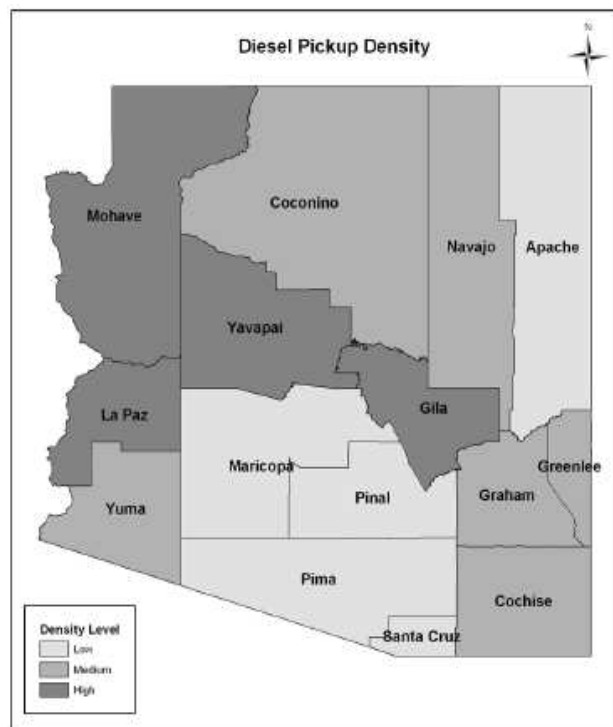 Diesel Pickup Density
N
Mohave
Coconino
Navajo
Apache
Yavapai
La Paz
Gila
Maricopa
Greenlee
Yuma
Pinal
Graham
Pima
Cochise
Santa Cruz
Density Level
Low
Medium
High